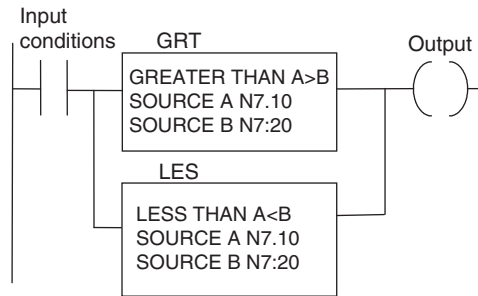 Input
conditions
GRT
Output
GREATER THAN A>B
SOURCE A N7.10
SOURCE B N7:20
LES
LESS THAN A<B
SOURCE A N7.10
SOURCE B N7:20